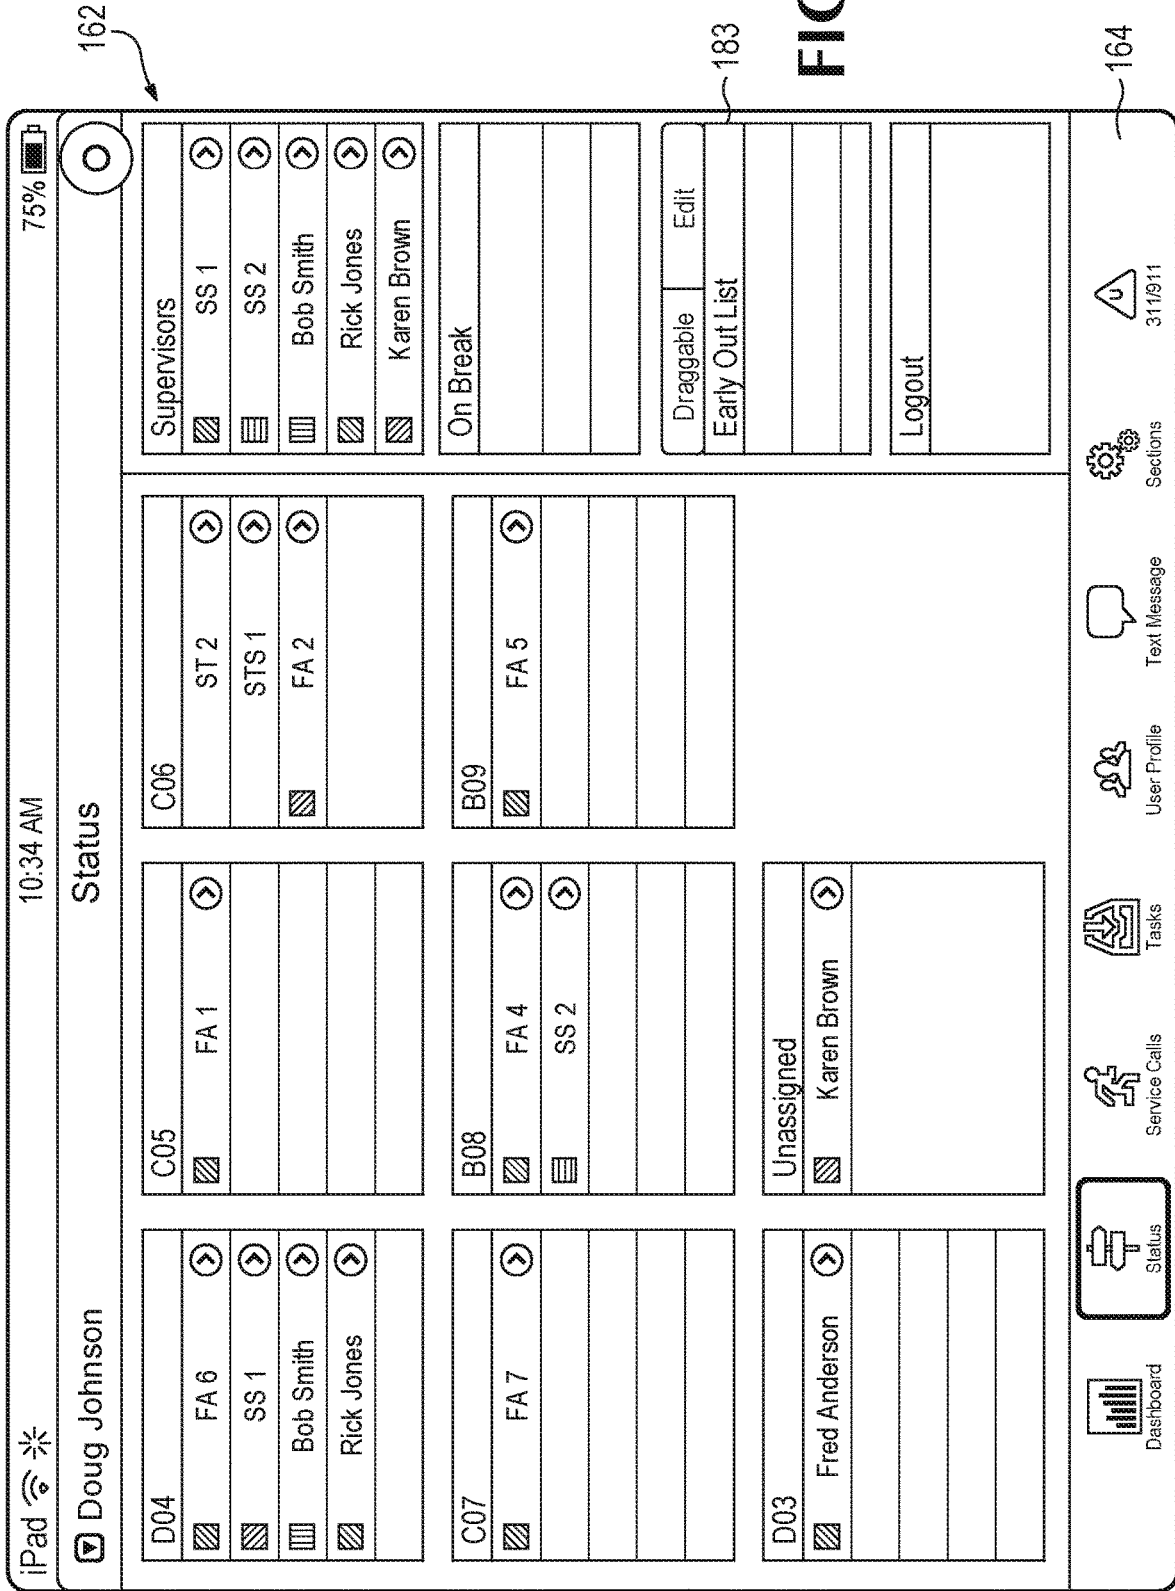 iPad 10:34 AM 75%
Doug Johnson Status
162
D04
FA 6
SS 1
Bob Smith
Rick Jones
C05
FA 1
C06
ST 2
STS 1
FA 2
Supervisors
SS 1
SS 2
Bob Smith
Rick Jones
Karen Brown
C07
FA 7
B08
FA 4
SS 2
B09
FA 5
On Break
D03
Fred Anderson
Unassigned
Karen Brown
Draggable Edit
183
Early Out List
Logout
Dashboard
Status
Service Calls
Tasks
User Profile
Text Message
Sections
311/911
164